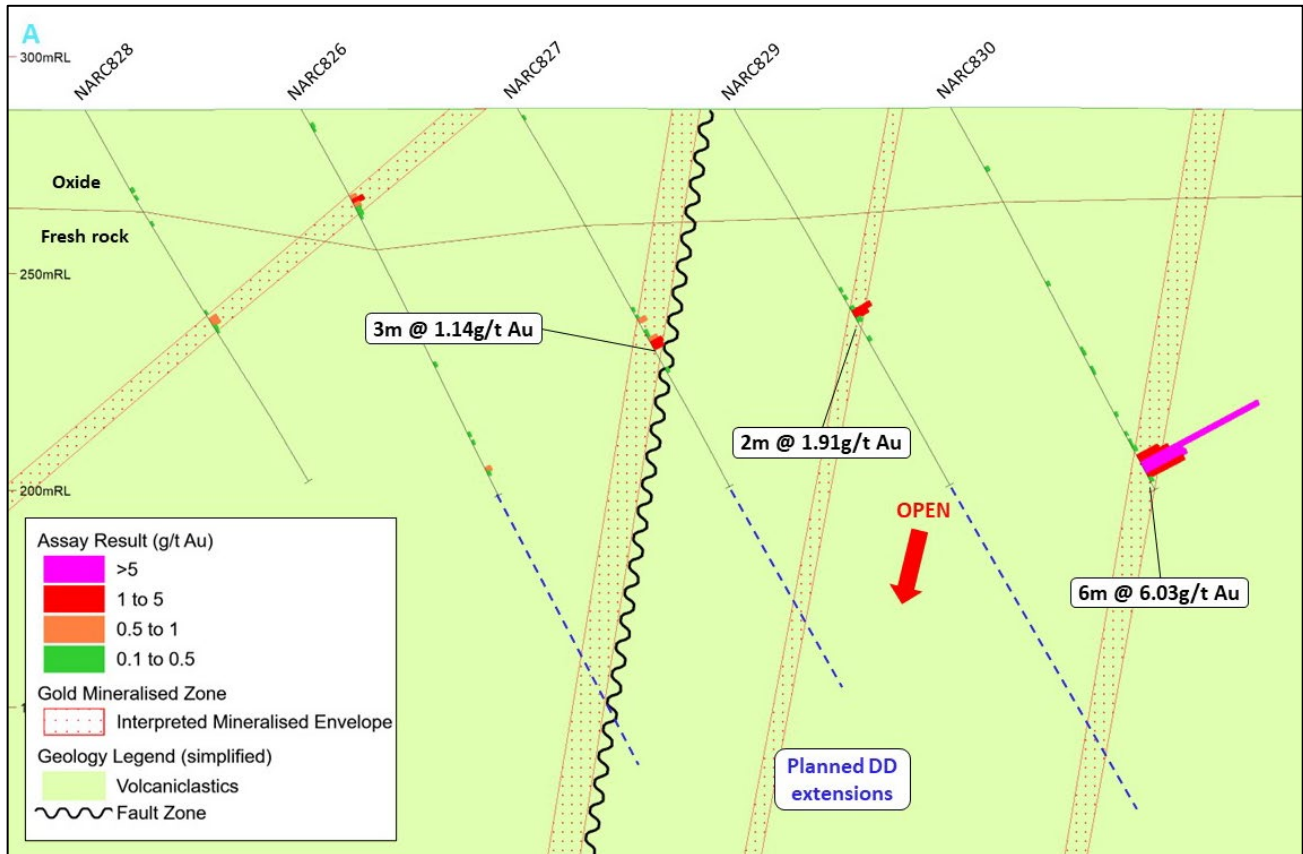 A
300mRL
NARC828
NARC826
NARC827
NARC829
NARC830
Oxide
Fresh rock
250mRL
3m @ 1.14g/t Au
2m @ 1.91g/t Au
200mRL
OPEN
6m @ 6.03g/t Au
Assay Result (g/t Au)
>5
1 to 5
0.5 to 1
0.1 to 0.5
Gold Mineralised Zone
Interpreted Mineralised Envelope
Geology Legend (simplified)
Volcaniclastics
Fault Zone
Planned DD
extensions